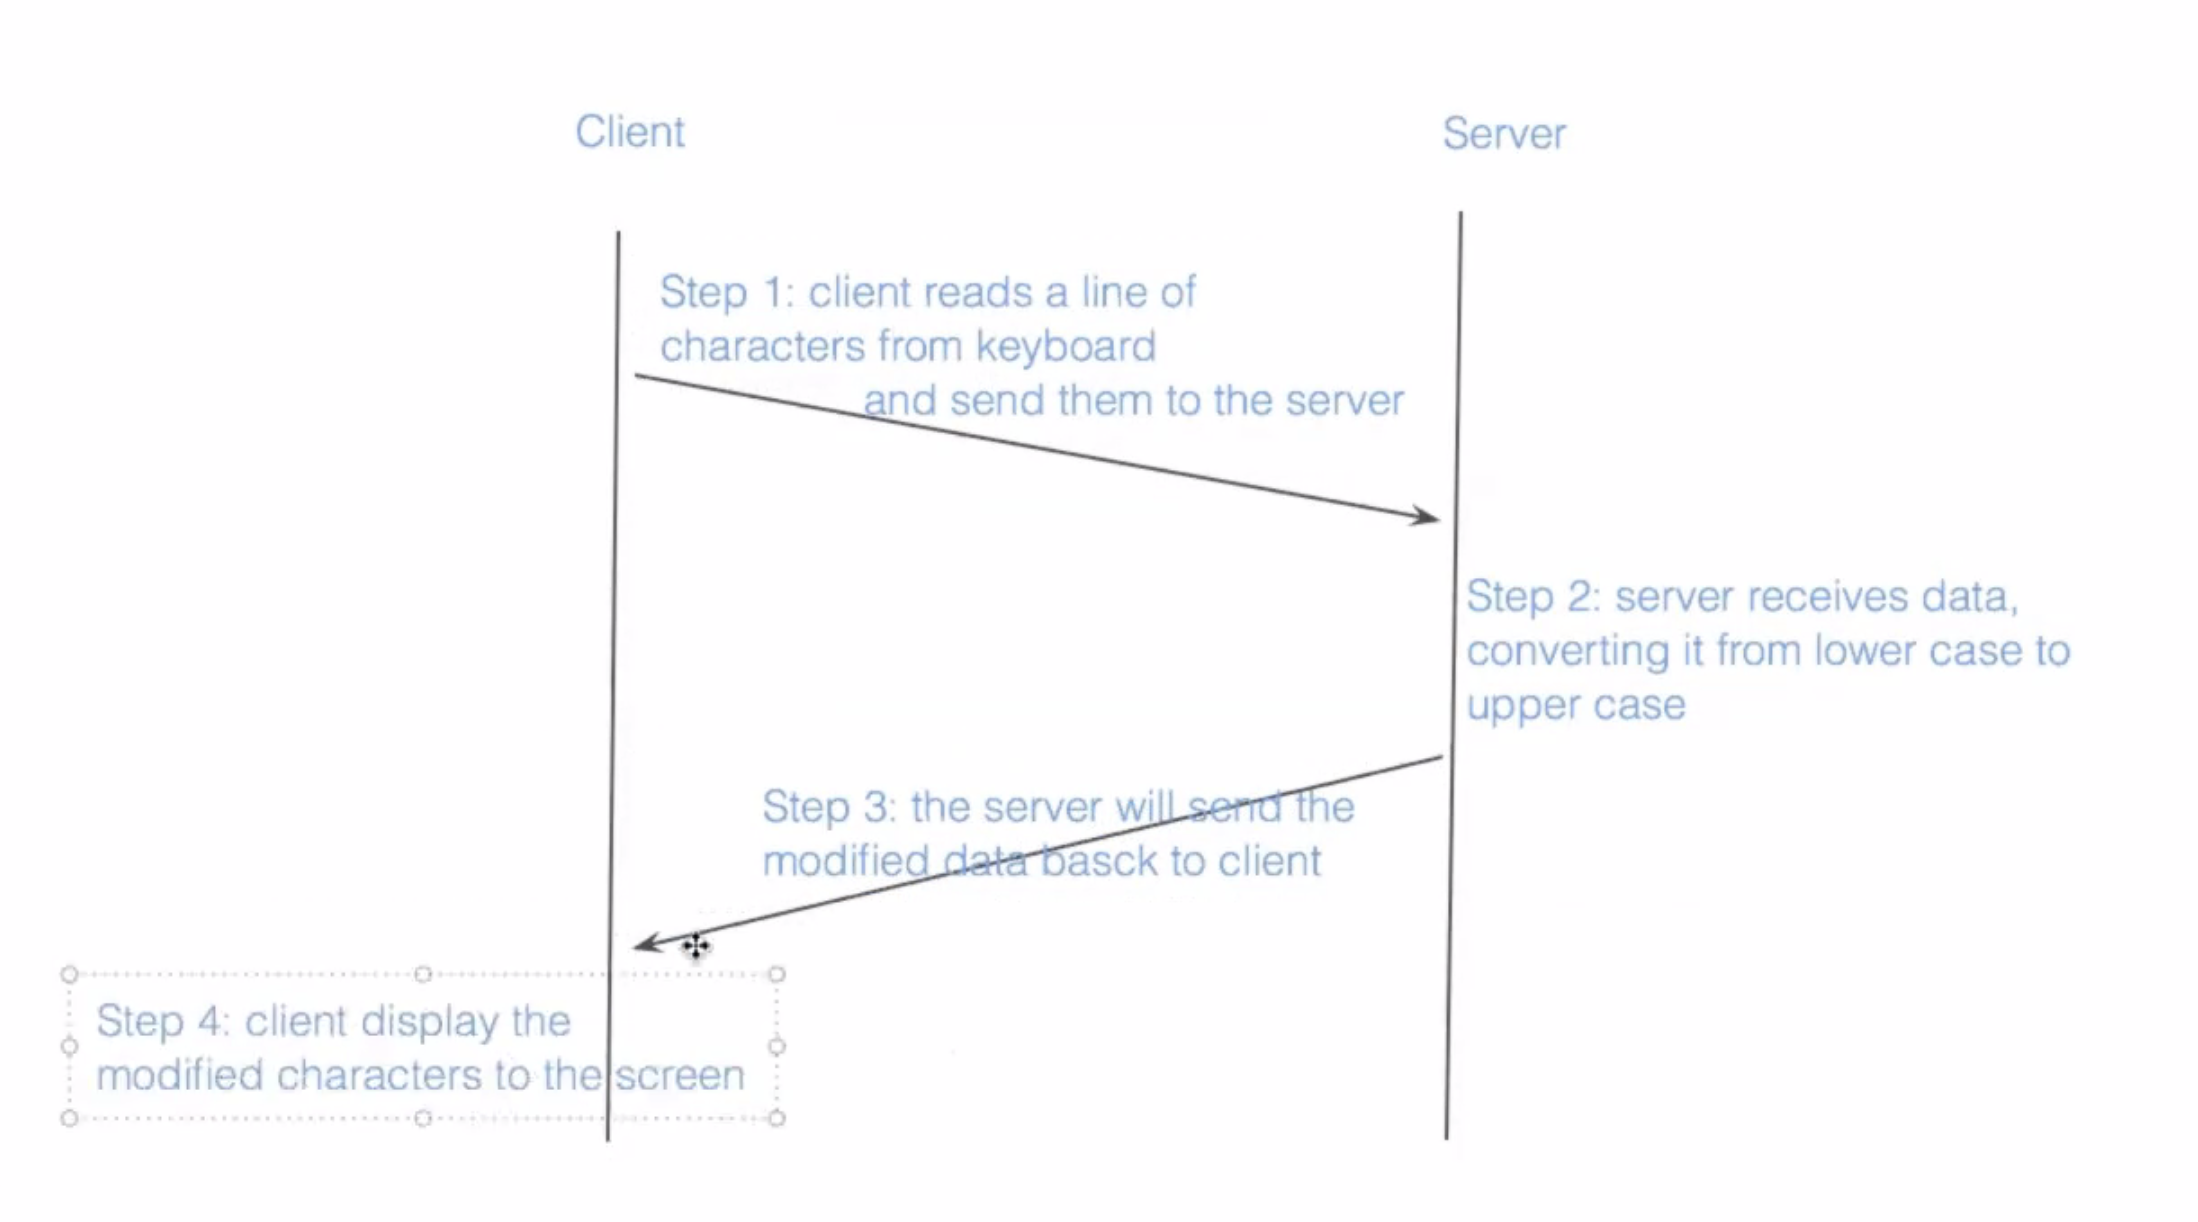 Client
Server
Step 1: client reads a line of
characters from keyboard
and send them to the server
Step 2: server receives data,
converting it from lower case to
upper case
Step 3: the server will send the
modified data basck to client
Step 4: client display the
modified characters to the screen